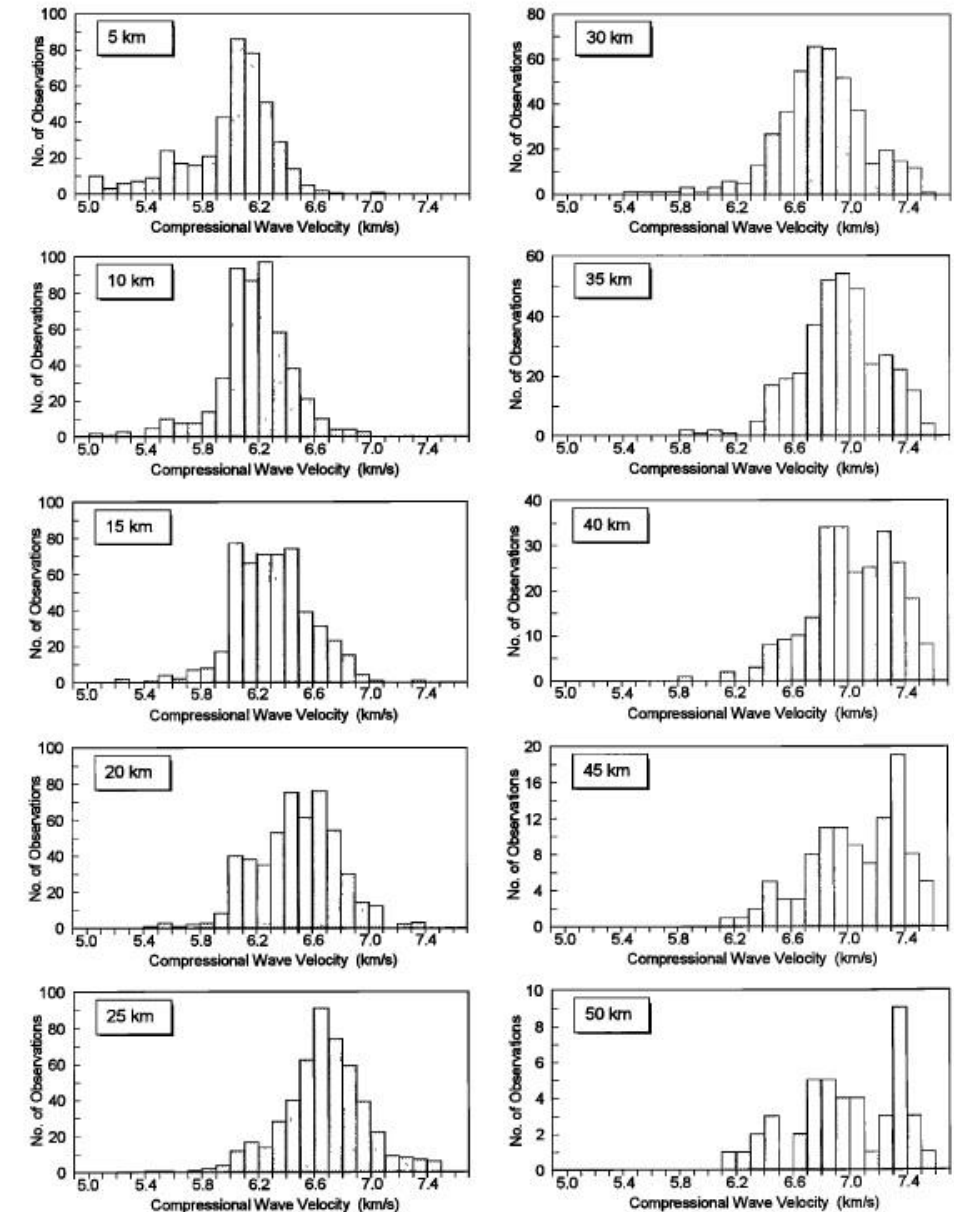 5 km
No. of Observations
100
80
60
40
20
0
5.0 5.4 5.8 6.2 6.6 7.0 7.4
Compressional Wave Velocity (km/s)
10 km
No. of Observations
100
80
60
40
20
0
5.0 5.4 5.8 6.2 6.6 7.0 7.4
Compressional Wave Velocity (km/s)
15 km
No. of Observations
100
80
60
40
20
0
5.0 5.4 5.8 6.2 6.6 7.0 7.4
Compressional Wave Velocity (km/s)
20 km
No. of Observations
100
80
60
40
20
0
5.0 5.4 5.8 6.2 6.6 7.0 7.4
Compressional Wave Velocity (km/s)
25 km
No. of Observations
100
80
60
40
20
0
5.0 5.4 5.8 6.2 6.6 7.0 7.4
Compressional Wave Velocity (km/s)
30 km
No. of Observations
80
60
40
20
0
5.0 5.4 5.8 6.2 6.6 7.0 7.4
Compressional Wave Velocity (km/s)
35 km
No. of Observations
60
40
20
0
5.0 5.4 5.8 6.2 6.6 7.0 7.4
Compressional Wave Velocity (km/s)
40 km
No. of Observations
40
30
20
10
0
5.0 5.4 5.8 6.2 6.6 7.0 7.4
Compressional Wave Velocity (km/s)
45 km
No. of Observations
20
16
12
8
4
0
5.0 5.4 5.8 6.2 6.6 7.0 7.4
Compressional Wave Velocity (km/s)
50 km
No. of Observations
10
8
6
4
2
0
5.0 5.4 5.8 6.2 6.6 7.0 7.4
Compressional Wave Velocity (km/s)